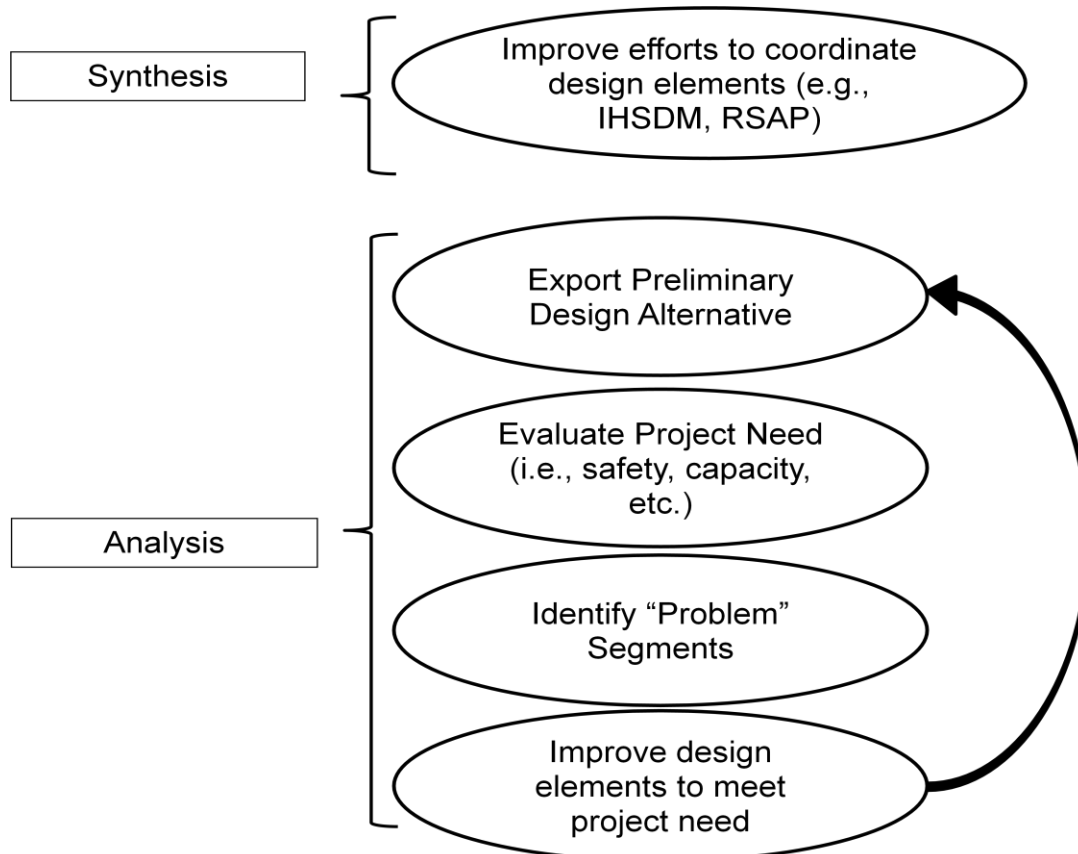 Synthesis
Improve efforts to coordinate
design elements (e.g.,
IHSDM, RSAP)
Export Preliminary
Design Alternative
Evaluate Project Need
(i.e., safety, capacity,
etc.)
Analysis
Identify “Problem”
Segments
Improve design
elements to meet
project need